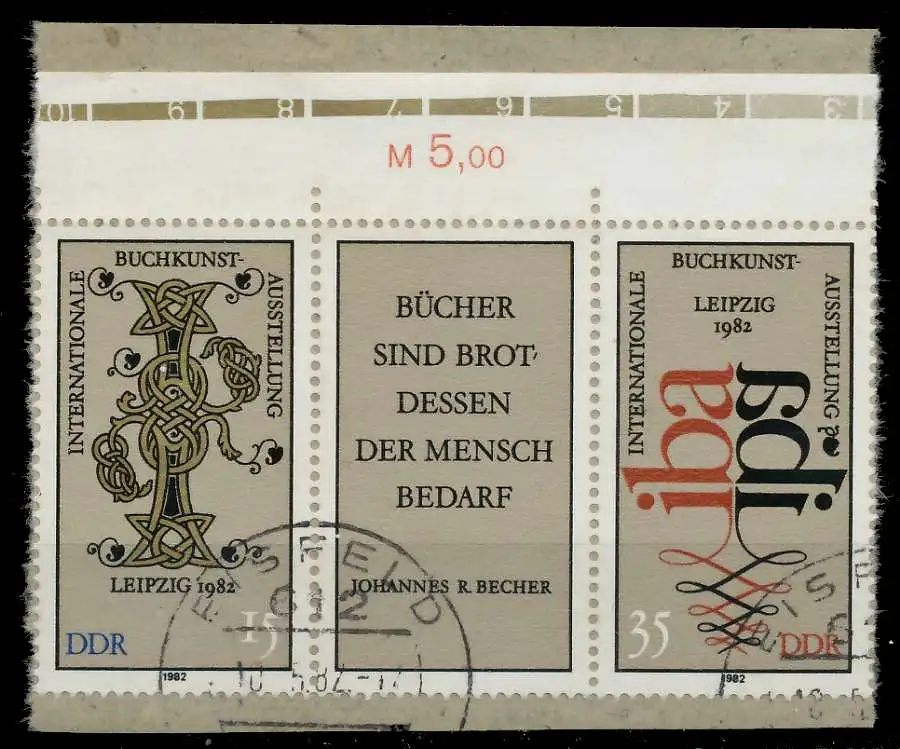 10 9 8 7 6 5 4 3
M 5,00
INTERNATIONALE
BUCHKUNST-
AUSSTELLUNG
LEIPZIG 1982
15
DDR
1982
BÜCHER
SIND BROT,
DESSEN
DER MENSCH
BEDARF
JOHANNES R. BECHER
INTERNATIONALE
BUCHKUNST-
AUSSTELLUNG
LEIPZIG
1982
iba
jpg
35
DDR
1982